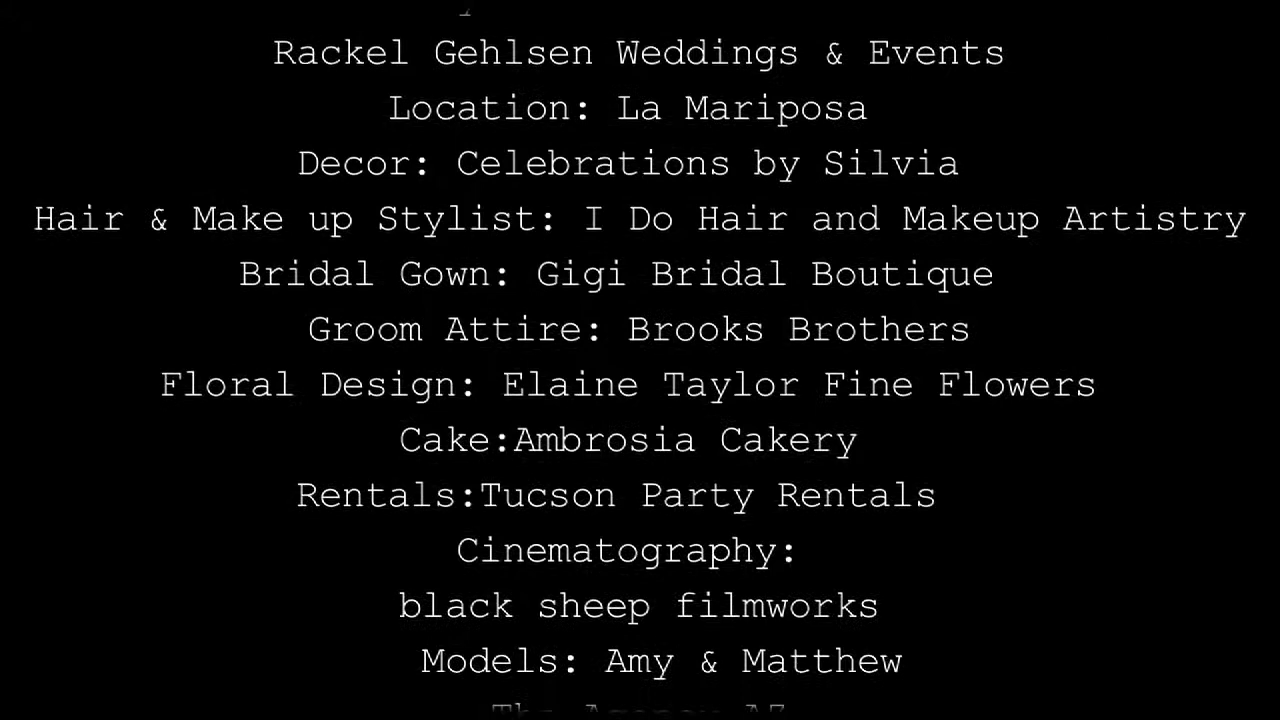 Rackel Gehlsen Weddings & Events
Location: La Mariposa
Decor: Celebrations by Silvia
Hair & Make up Stylist: I Do Hair and Makeup Artistry
Bridal Gown: Gigi Bridal Boutique
Groom Attire: Brooks Brothers
Floral Design: Elaine Taylor Fine Flowers
Cake:Ambrosia Cakery
Rentals:Tucson Party Rentals
Cinematography:
black sheep filmworks
Models: Amy & Matthew